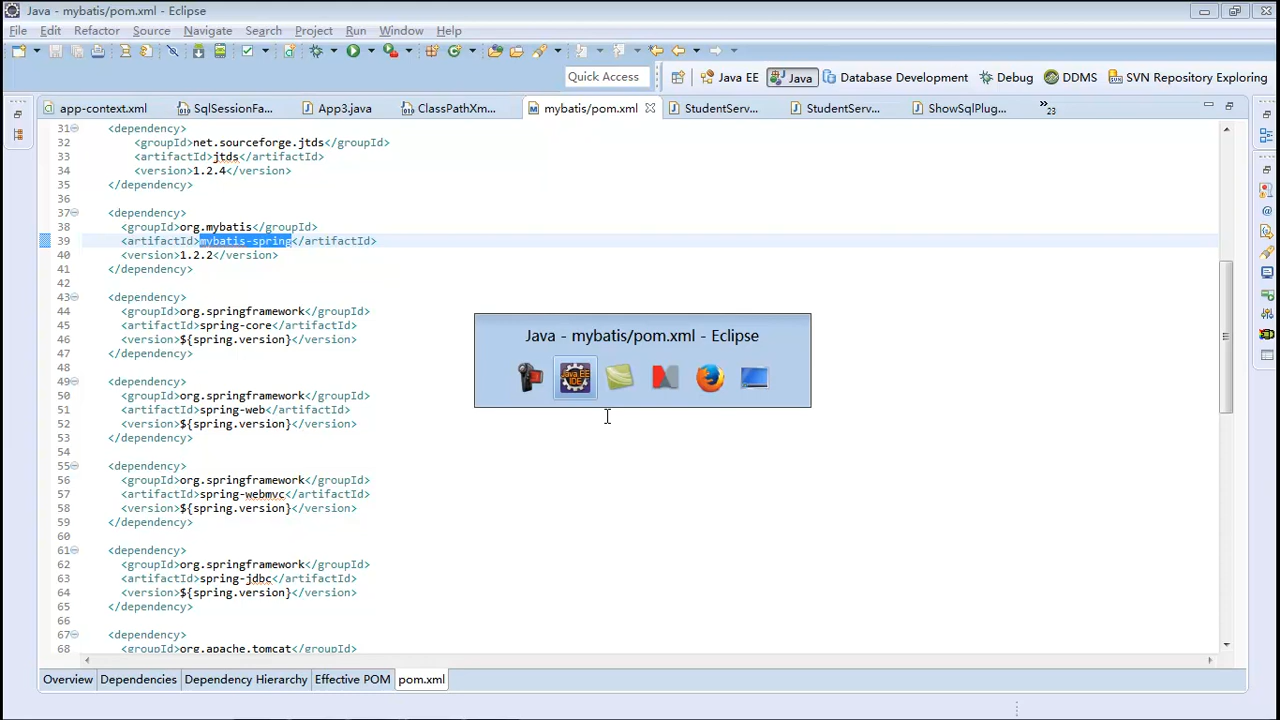 Java - mybatis/pom.xml - Eclipse
File Edit Refactor Source Navigate Search Project Run Window Help
Quick Access Java EE Java Database Development Debug DDMS SVN Repository Exploring
app-context.xml SqlSessionFa... App3.java ClassPathXm... mybatis/pom.xml StudentServ... StudentServ... ShowSqlPlug... 23
31 <dependency>
32 <groupId>net.sourceforge.jtds</groupId>
33 <artifactId>jtds</artifactId>
34 <version>1.2.4</version>
35 </dependency>
36
37 <dependency>
38 <groupId>org.mybatis</groupId>
39 <artifactId>mybatis-spring</artifactId>
40 <version>1.2.2</version>
41 </dependency>
42
43 <dependency>
44 <groupId>org.springframework</groupId>
45 <artifactId>spring-core</artifactId>
46 <version>${spring.version}</version>
47 </dependency>
48
49 <dependency>
50 <groupId>org.springframework</groupId>
51 <artifactId>spring-web</artifactId>
52 <version>${spring.version}</version>
53 </dependency>
54
55 <dependency>
56 <groupId>org.springframework</groupId>
57 <artifactId>spring-webmvc</artifactId>
58 <version>${spring.version}</version>
59 </dependency>
60
61 <dependency>
62 <groupId>org.springframework</groupId>
63 <artifactId>spring-jdbc</artifactId>
64 <version>${spring.version}</version>
65 </dependency>
66
67 <dependency>
68 <groupId>org.apache.tomcat</groupId>
Java - mybatis/pom.xml - Eclipse
Java EE
IDE
Overview Dependencies Dependency Hierarchy Effective POM pom.xml